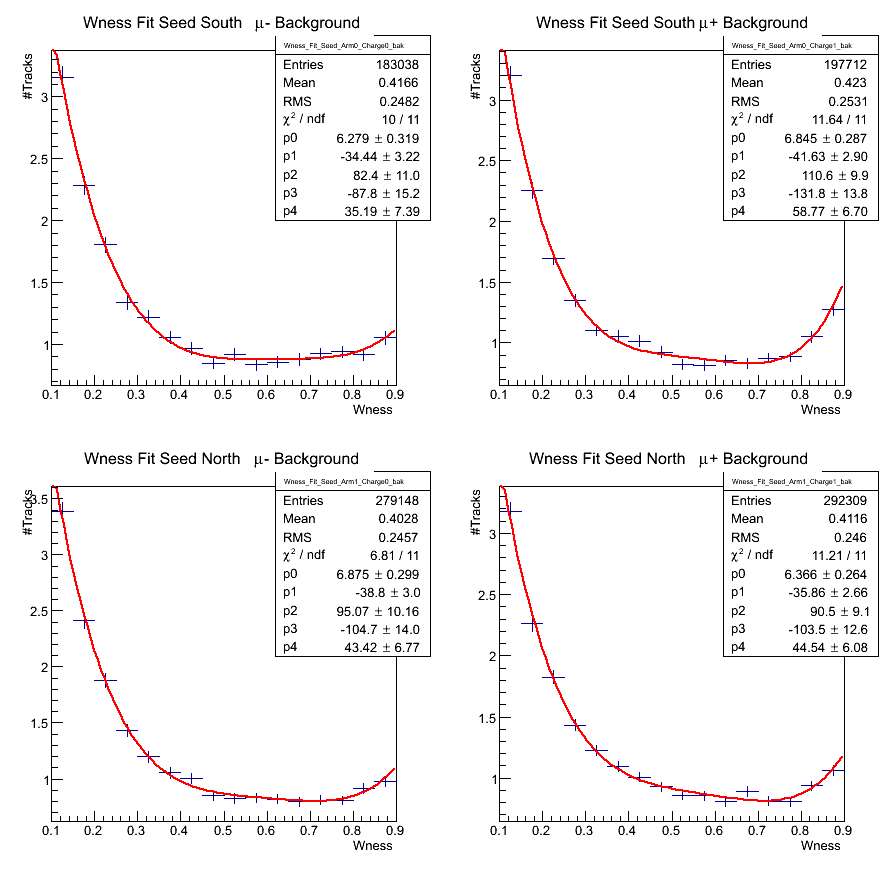 Wness Fit Seed South μ- Background
#Tracks
Wness_Fit_Seed_Arm0_Charge0_bak
Entries 183038
Mean 0.4166
RMS 0.2482
χ² / ndf 10 / 11
p0 6.279 ± 0.319
p1 -34.44 ± 3.22
p2 82.4 ± 11.0
p3 -87.8 ± 15.2
p4 35.19 ± 7.39
3
2.5
2
1.5
1
0.1 0.2 0.3 0.4 0.5 0.6 0.7 0.8 0.9
Wness
Wness Fit Seed South μ+ Background
#Tracks
Wness_Fit_Seed_Arm0_Charge1_bak
Entries 197712
Mean 0.423
RMS 0.2531
χ² / ndf 11.64 / 11
p0 6.845 ± 0.287
p1 -41.63 ± 2.90
p2 110.6 ± 9.9
p3 -131.8 ± 13.8
p4 58.77 ± 6.70
3
2.5
2
1.5
1
0.1 0.2 0.3 0.4 0.5 0.6 0.7 0.8 0.9
Wness
Wness Fit Seed North μ- Background
#Tracks
Wness_Fit_Seed_Arm1_Charge0_bak
Entries 279148
Mean 0.4028
RMS 0.2457
χ² / ndf 6.81 / 11
p0 6.875 ± 0.299
p1 -38.8 ± 3.0
p2 95.07 ± 10.16
p3 -104.7 ± 14.0
p4 43.42 ± 6.77
3.5
3
2.5
2
1.5
1
0.1 0.2 0.3 0.4 0.5 0.6 0.7 0.8 0.9
Wness
Wness Fit Seed North μ+ Background
#Tracks
Wness_Fit_Seed_Arm1_Charge1_bak
Entries 292309
Mean 0.4116
RMS 0.246
χ² / ndf 11.21 / 11
p0 6.366 ± 0.264
p1 -35.86 ± 2.66
p2 90.5 ± 9.1
p3 -103.5 ± 12.6
p4 44.54 ± 6.08
3
2.5
2
1.5
1
0.1 0.2 0.3 0.4 0.5 0.6 0.7 0.8 0.9
Wness